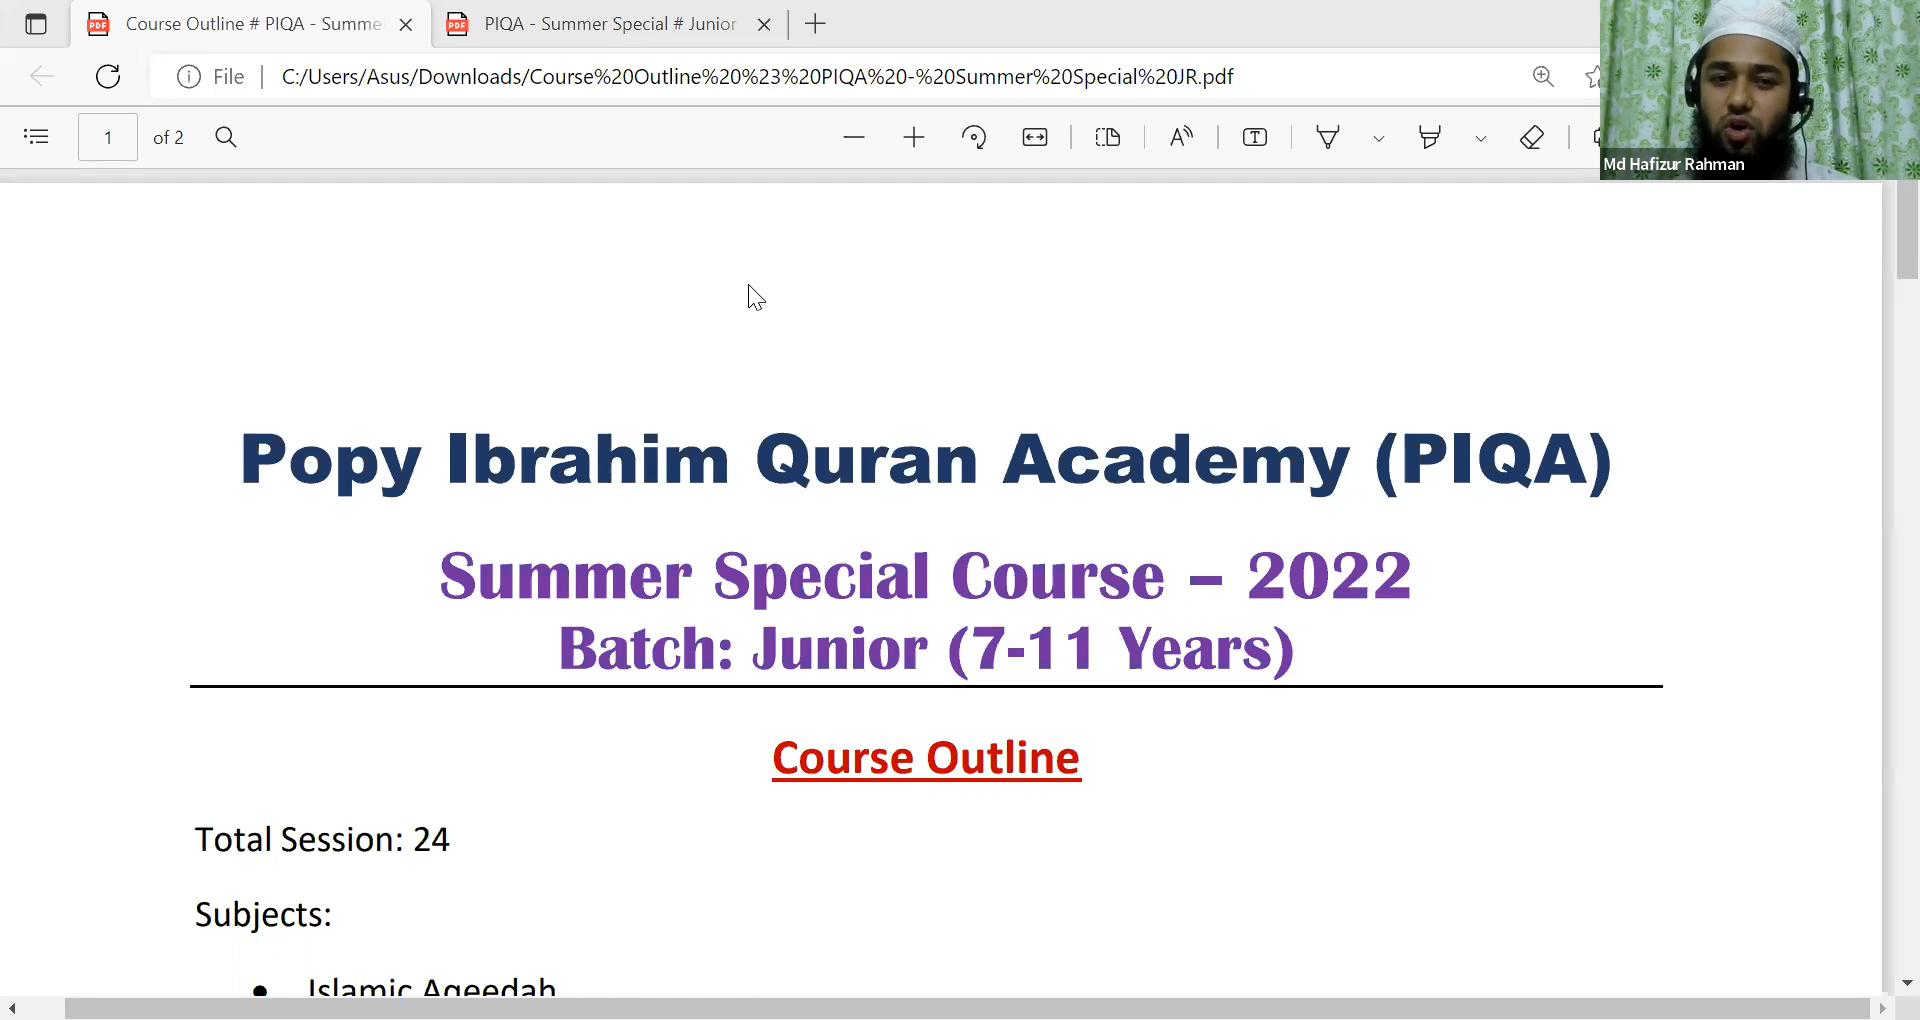 Course Outline # PIQA - Summe
PIQA - Summer Special # Junior
File
C:/Users/Asus/Downloads/Course%20Outline%20%23%20PIQA%20-%20Summer%20Special%20JR.pdf
1 of 2
Md Hafizur Rahman
Popy Ibrahim Quran Academy (PIQA)
Summer Special Course – 2022
Batch: Junior (7-11 Years)
Course Outline
Total Session: 24
Subjects:
• Islamic Aqeedah